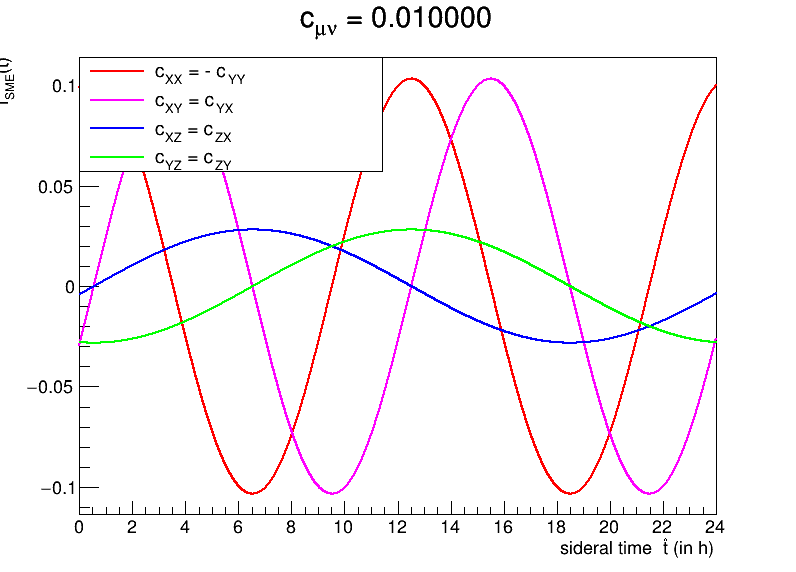 c_μν = 0.010000
f_SME(t)
c_XX = - c_YY
c_XY = c_YX
c_XZ = c_ZX
c_YZ = c_ZY
0.1
0.05
0
−0.05
−0.1
0 2 4 6 8 10 12 14 16 18 20 22 24
sideral time t̂ (in h)